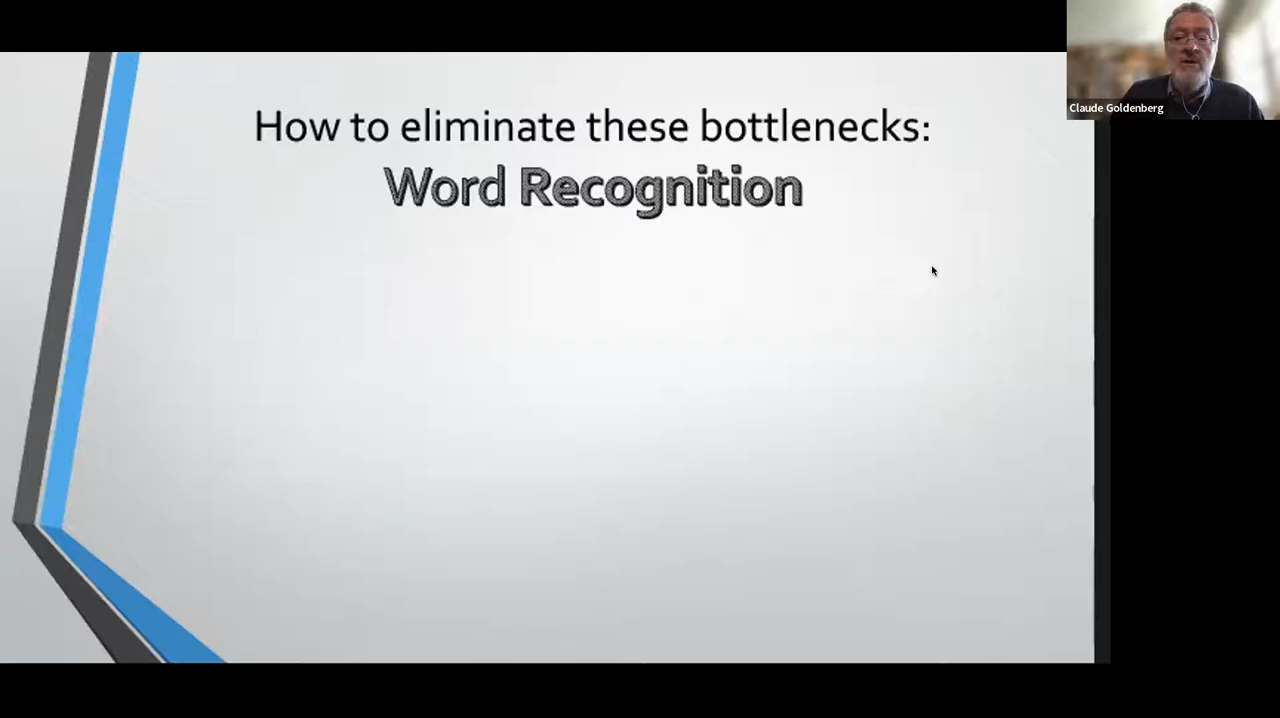 How to eliminate these bottlenecks:
Word Recognition
Claude Goldenberg